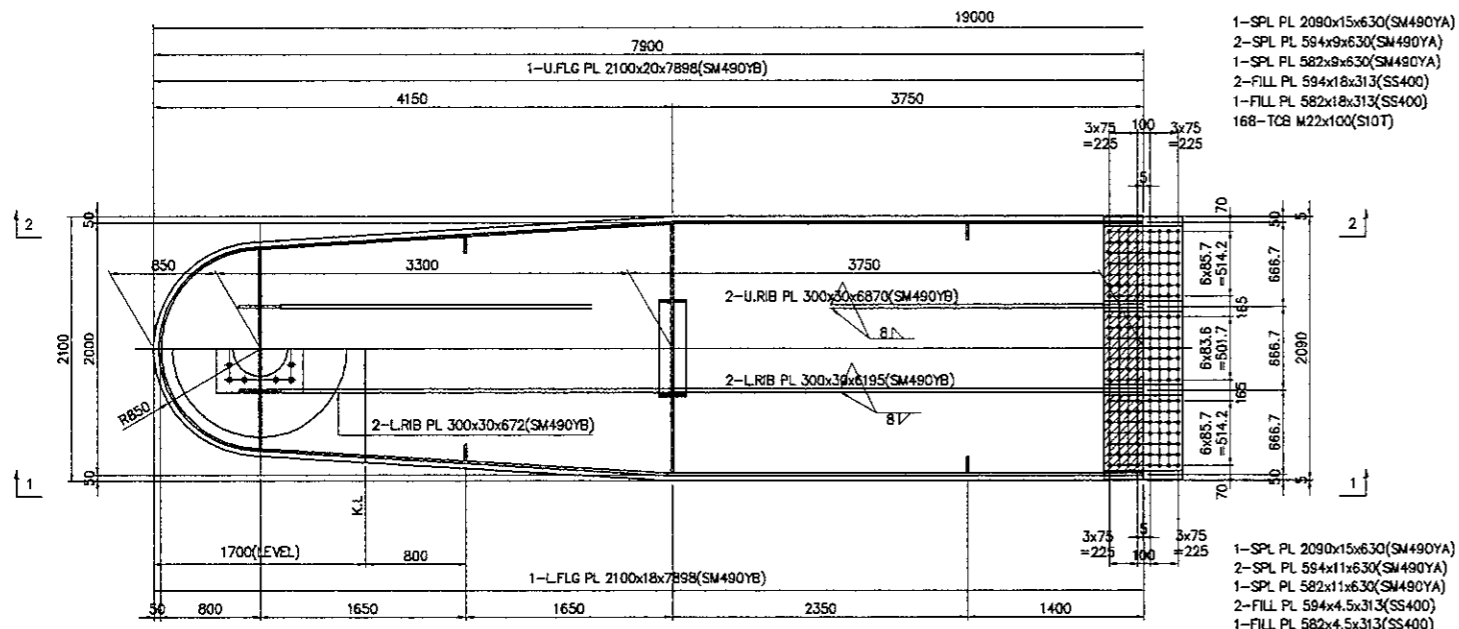 19000
7900
1-U.FLG PL 2100x20x7898(SM490YB)
4150
3750
1-SPL PL 2090x15x630(SM490YA)
2-SPL PL 594x9x630(SM490YA)
1-SPL PL 582x9x630(SM490YA)
2-FILL PL 594x18x313(SS400)
1-FILL PL 582x18x313(SS400)
168-TCB M22x100(S10T)
3x75
=225
100
3x75
=225
5
2
50
70
50
5
2
850
3300
3750
6x85.7
=514.2
666.7
2-U.RIB PL 300x30x6870(SM490YB)
165
8
2100
2000
6x83.6
=501.7
666.7
2090
2-L.RIB PL 300x30x6195(SM490YB)
165
R850
8
2-L.RIB PL 300x30x672(SM490YB)
6x85.7
=514.2
666.7
1
50
70
50
5
1
K.L
1700(LEVEL)
800
3x75
=225
5
100
3x75
=225
1-L.FLG PL 2100x18x7898(SM490YB)
50
800
1650
1650
2350
1400
1-SPL PL 2090x15x630(SM490YA)
2-SPL PL 594x11x630(SM490YA)
1-SPL PL 582x11x630(SM490YA)
2-FILL PL 594x4.5x313(SS400)
1-FILL PL 582x4.5x313(SS400)